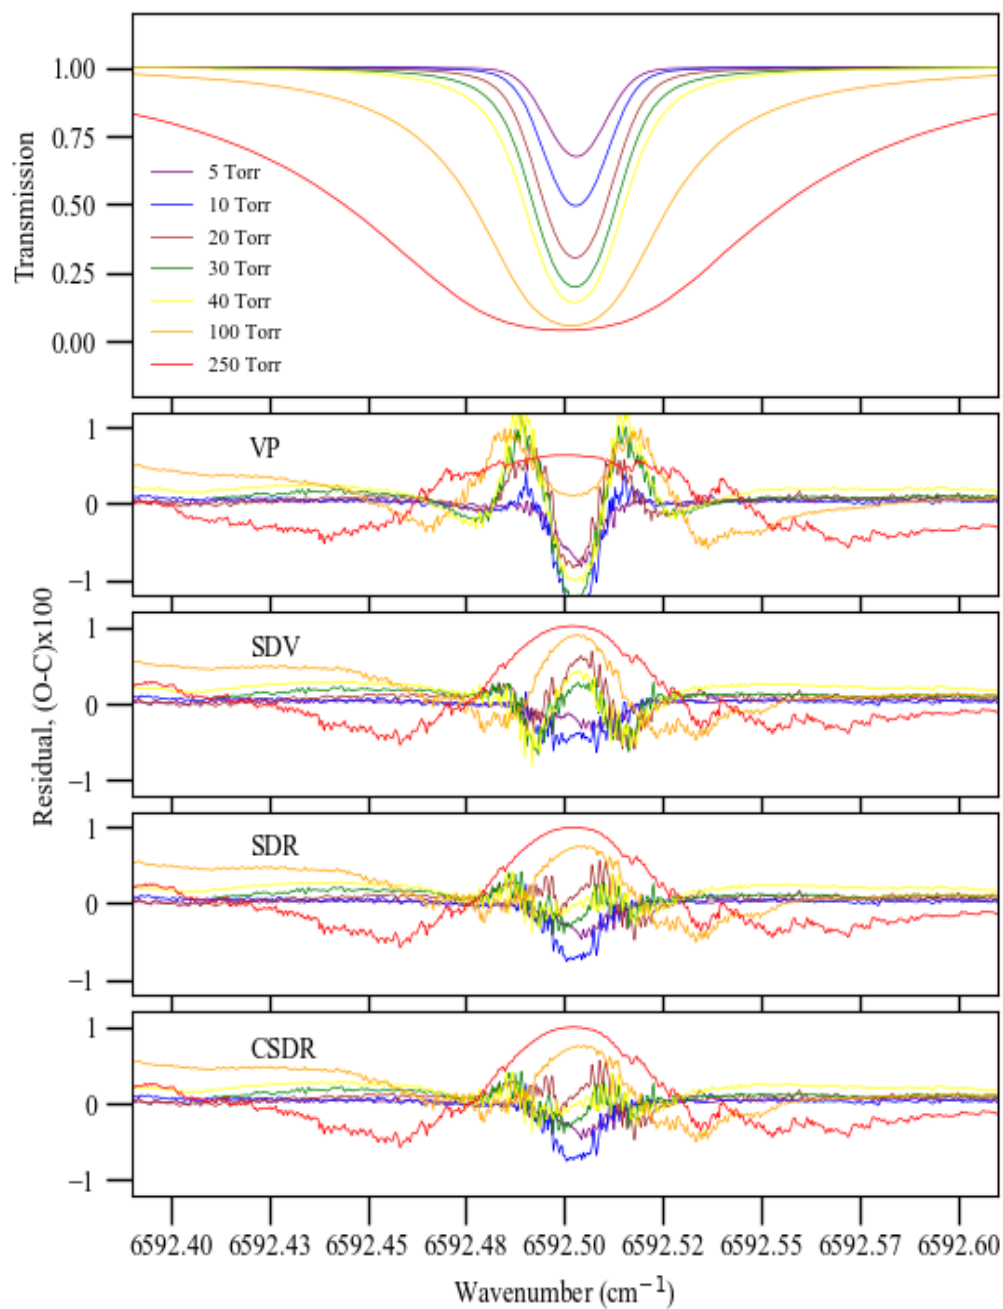 1.00
0.75
0.50
0.25
0.00
Transmission
5 Torr
10 Torr
20 Torr
30 Torr
40 Torr
100 Torr
250 Torr
Residual, (O-C)x100
VP
1
0
−1
SDV
1
0
−1
SDR
1
0
−1
CSDR
1
0
−1
6592.40 6592.43 6592.45 6592.48 6592.50 6592.52 6592.55 6592.57 6592.60
Wavenumber (cm⁻¹)